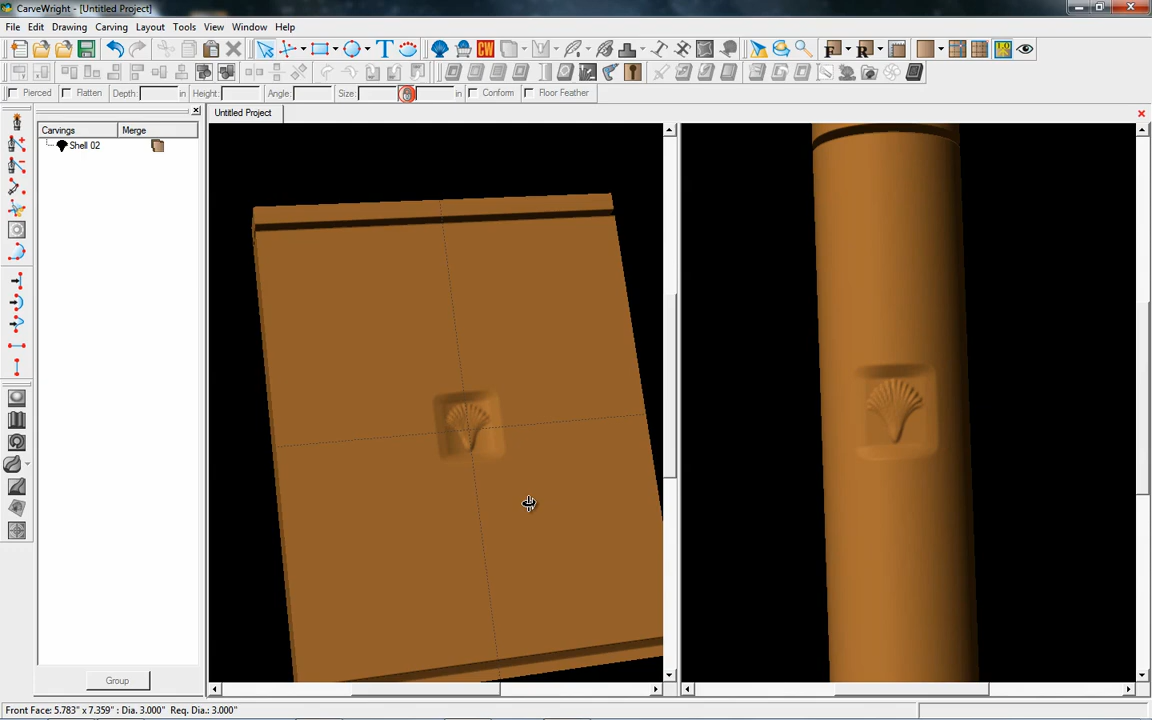 CarveWright - [Untitled Project]
File Edit Drawing Carving Layout Tools View Window Help
CW
T F R
Pierced Flatten Depth: in Height: Angle: Size: in Conform Floor Feather
Untitled Project
Carvings Merge
Shell 02
Group
Front Face: 5.783" x 7.359" : Dia. 3.000" Req. Dia.: 3.000"